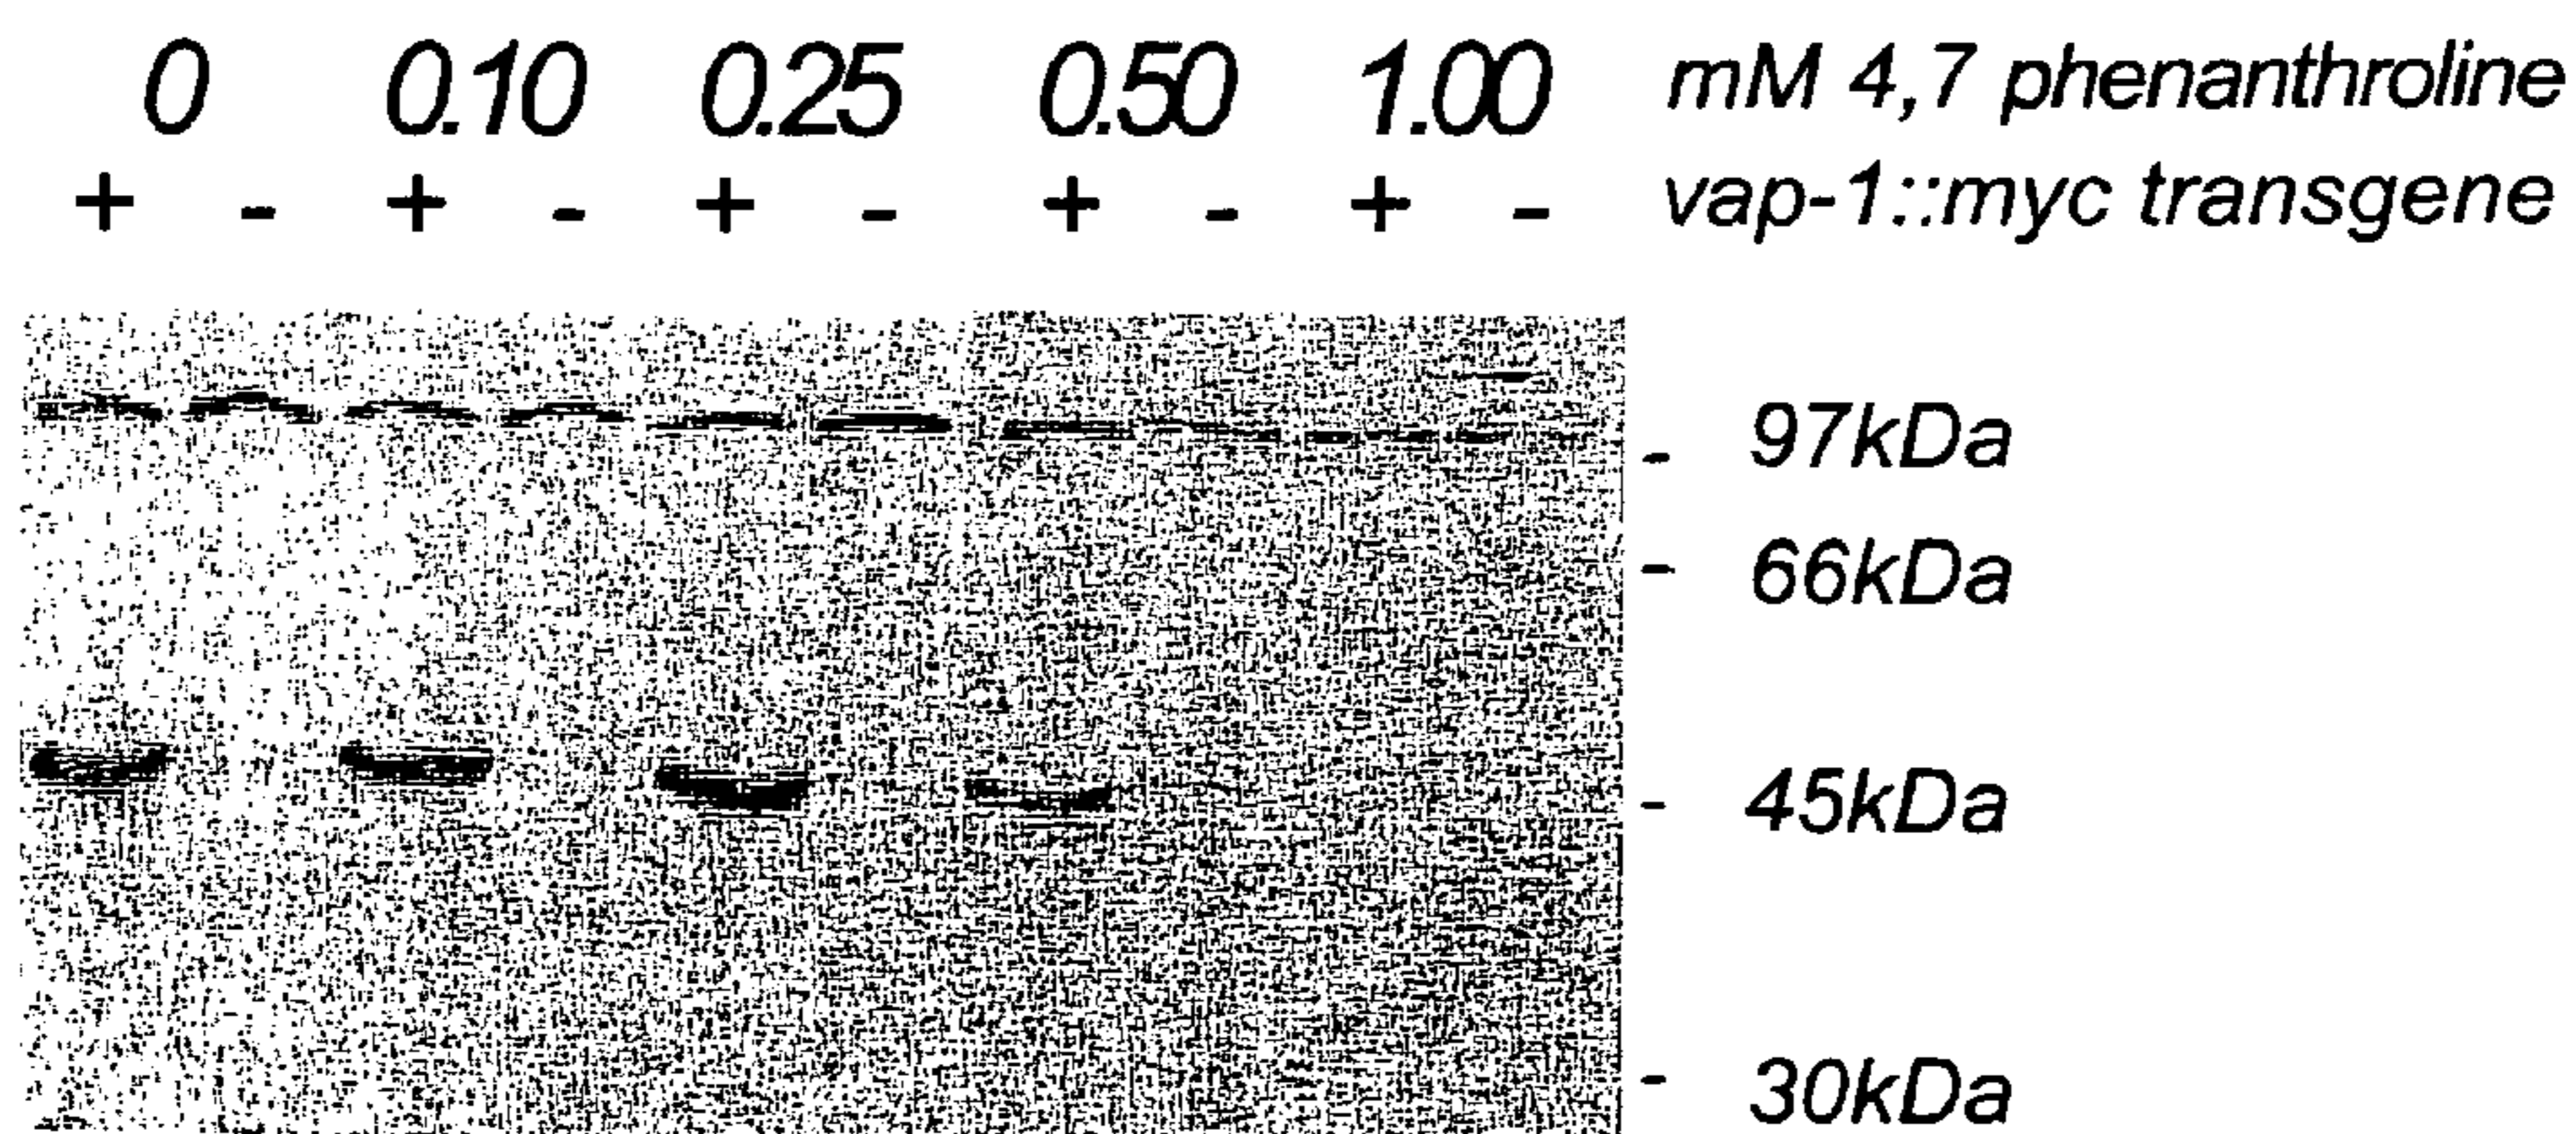 0 0.10 0.25 0.50 1.00 mM 4,7 phenanthroline
+ - + - + - + - + - vap-1::myc transgene
- 97kDa
- 66kDa
- 45kDa
- 30kDa